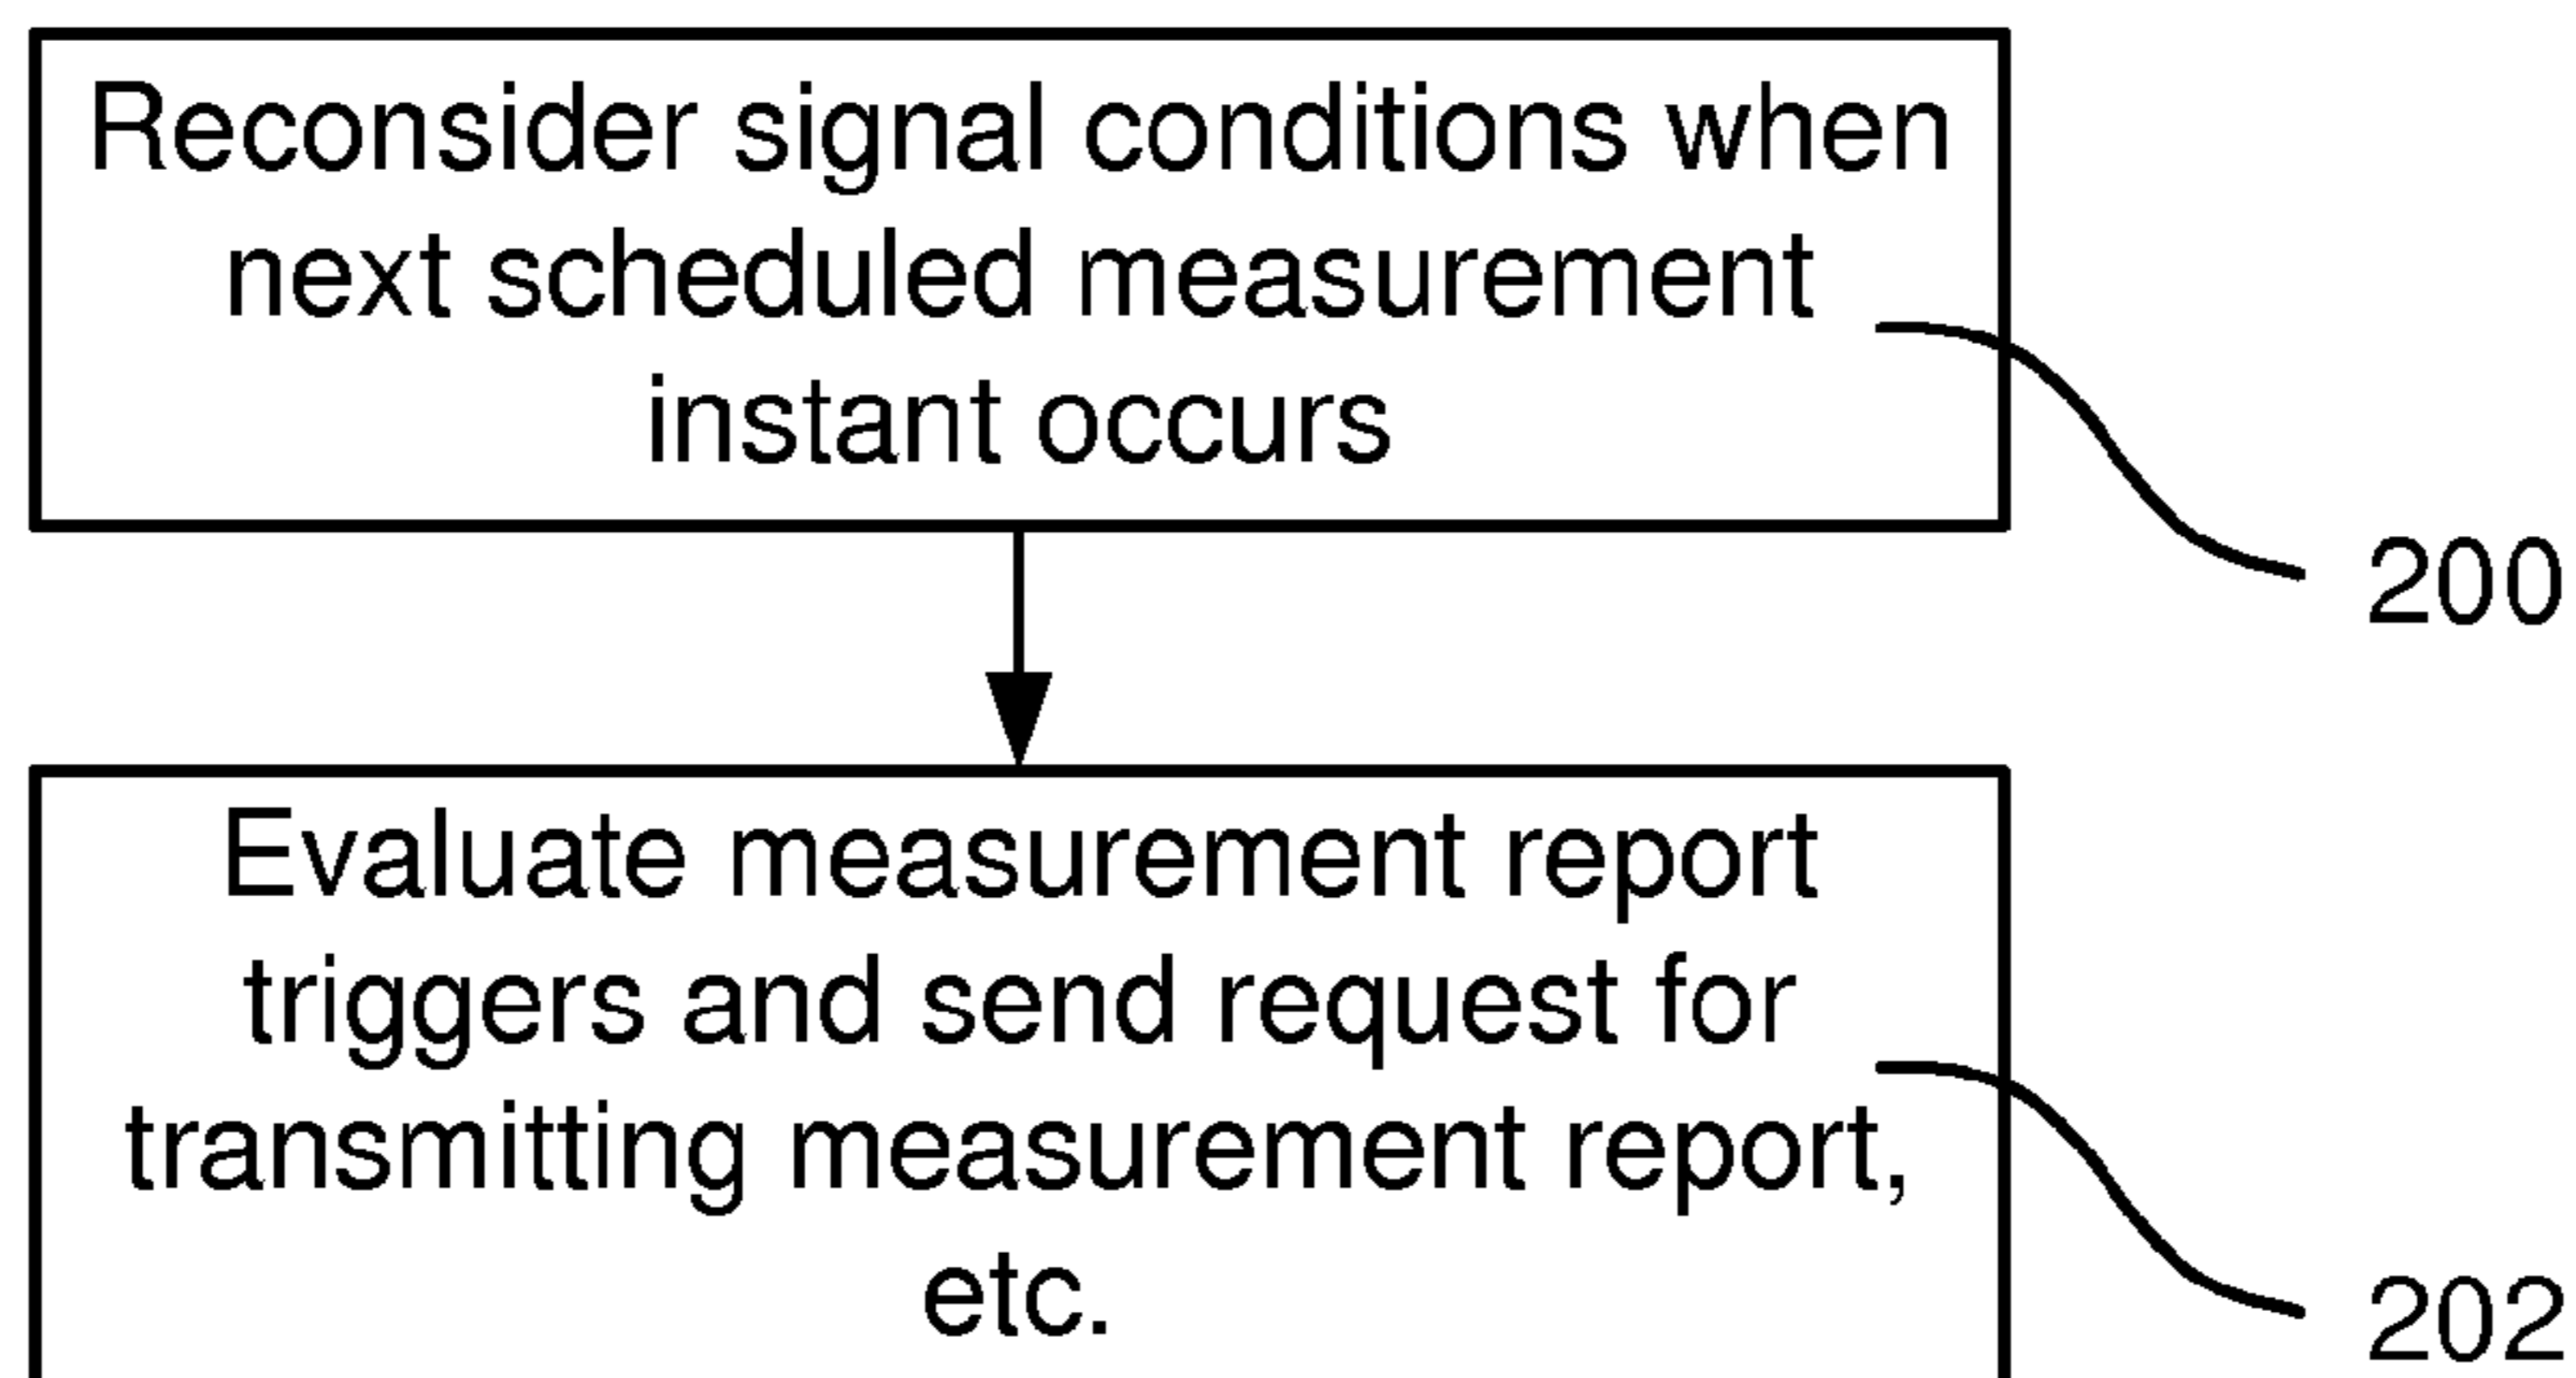 Reconsider signal conditions when
next scheduled measurement
instant occurs
200
Evaluate measurement report
triggers and send request for
transmitting measurement report,
etc.
202